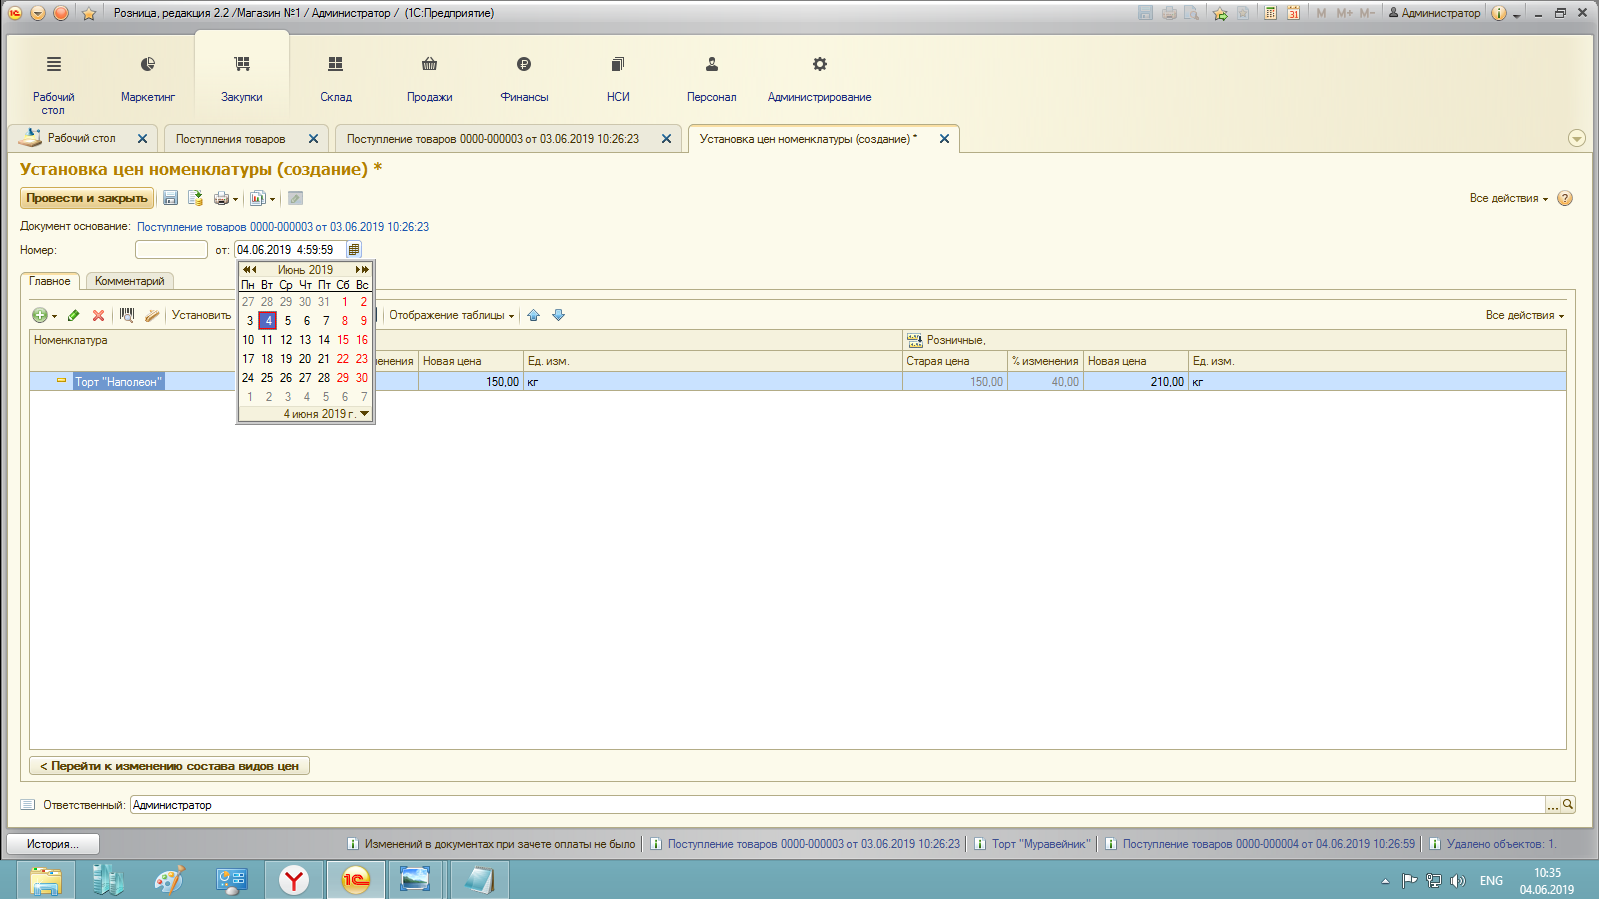 Розница, редакция 2.2 /Магазин №1 / Администратор / (1С:Предприятие)
M M+ M- Администратор
Рабочий стол
Маркетинг
Закупки
Склад
Продажи
Финансы
НСИ
Персонал
Администрирование
Рабочий стол
Поступления товаров
Поступление товаров 0000-000003 от 03.06.2019 10:26:23
Установка цен номенклатуры (создание) *
Установка цен номенклатуры (создание) *
Провести и закрыть
Все действия
Документ основание: Поступление товаров 0000-000003 от 03.06.2019 10:26:23
Номер: от: 04.06.2019 4:59:59
Июнь 2019
Пн Вт Ср Чт Пт Сб Вс
27 28 29 30 31 1 2
3 4 5 6 7 8 9
10 11 12 13 14 15 16
17 18 19 20 21 22 23
24 25 26 27 28 29 30
1 2 3 4 5 6 7
4 июня 2019 г.
Главное
Комментарий
Установить
Отображение таблицы
Все действия
Номенклатура
Розничные,
енения Новая цена Ед. изм. Старая цена % изменения Новая цена Ед. изм.
Торт "Наполеон" 150,00 кг 150,00 40,00 210,00 кг
< Перейти к изменению состава видов цен
Ответственный: Администратор
История...
Изменений в документах при зачете оплаты не было
Поступление товаров 0000-000003 от 03.06.2019 10:26:23
Торт "Муравейник"
Поступление товаров 0000-000004 от 04.06.2019 10:26:59
Удалено объектов: 1.
ENG
10:35
04.06.2019